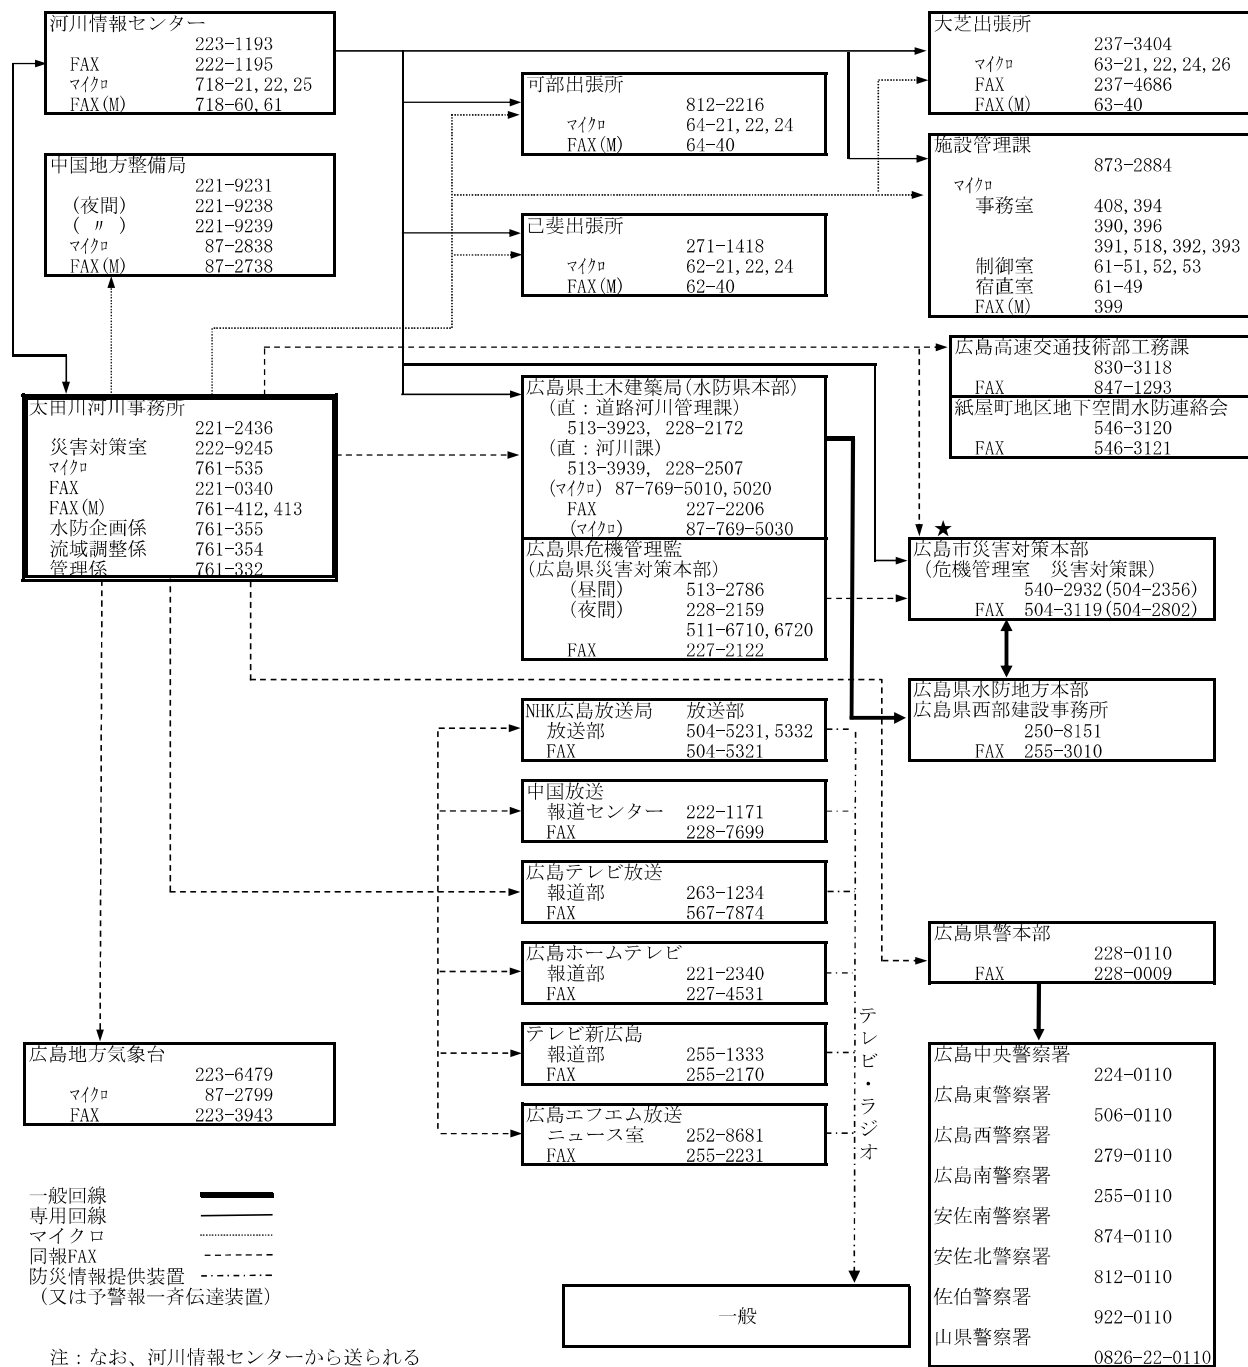 河川情報センター
223-1193
FAX 222-1195
マイクロ 718-21,22,25
FAX(M) 718-60,61
中国地方整備局
221-9231
(夜間) 221-9238
( 〃 ) 221-9239
マイクロ 87-2838
FAX(M) 87-2738
太田川河川事務所
221-2436
災害対策室 222-9245
マイクロ 761-535
FAX 221-0340
FAX(M) 761-412,413
水防企画係 761-355
流域調整係 761-354
管理係 761-332
広島地方気象台
223-6479
マイクロ 87-2799
FAX 223-3943
可部出張所
812-2216
マイクロ 64-21,22,24
FAX(M) 64-40
己斐出張所
271-1418
マイクロ 62-21,22,24
FAX(M) 62-40
広島県土木建築局(水防県本部)
(直：道路河川管理課)
513-3923, 228-2172
(直：河川課)
513-3939, 228-2507
(マイクロ) 87-769-5010,5020
FAX 227-2206
(マイクロ) 87-769-5030
広島県危機管理監
(広島県災害対策本部)
(昼間) 513-2786
(夜間) 228-2159
511-6710,6720
FAX 227-2122
NHK広島放送局 放送部
放送部 504-5231,5332
FAX 504-5321
中国放送
報道センター 222-1171
FAX 228-7699
広島テレビ放送
報道部 263-1234
FAX 567-7874
広島ホームテレビ
報道部 221-2340
FAX 227-4531
テレビ新広島
報道部 255-1333
FAX 255-2170
広島エフエム放送
ニュース室 252-8681
FAX 255-2231
テレビ・ラジオ
一般
大芝出張所
237-3404
マイクロ 63-21,22,24,26
FAX 237-4686
FAX(M) 63-40
施設管理課
873-2884
マイクロ
事務室 408,394
390,396
391,518,392,393
制御室 61-51,52,53
宿直室 61-49
FAX(M) 399
広島高速交通技術部工務課
830-3118
FAX 847-1293
紙屋町地区地下空間水防連絡会
546-3120
FAX 546-3121
★
広島市災害対策本部
(危機管理室 災害対策課)
540-2932(504-2356)
FAX 504-3119(504-2802)
広島県水防地方本部
広島県西部建設事務所
250-8151
FAX 255-3010
広島県警本部
228-0110
FAX 228-0009
広島中央警察署
224-0110
広島東警察署
506-0110
広島西警察署
279-0110
広島南警察署
255-0110
安佐南警察署
874-0110
安佐北警察署
812-0110
佐伯警察署
922-0110
山県警察署
0826-22-0110
一般回線
専用回線
マイクロ
同報FAX
防災情報提供装置
(又は予警報一斉伝達装置)
注：なお、河川情報センターから送られる